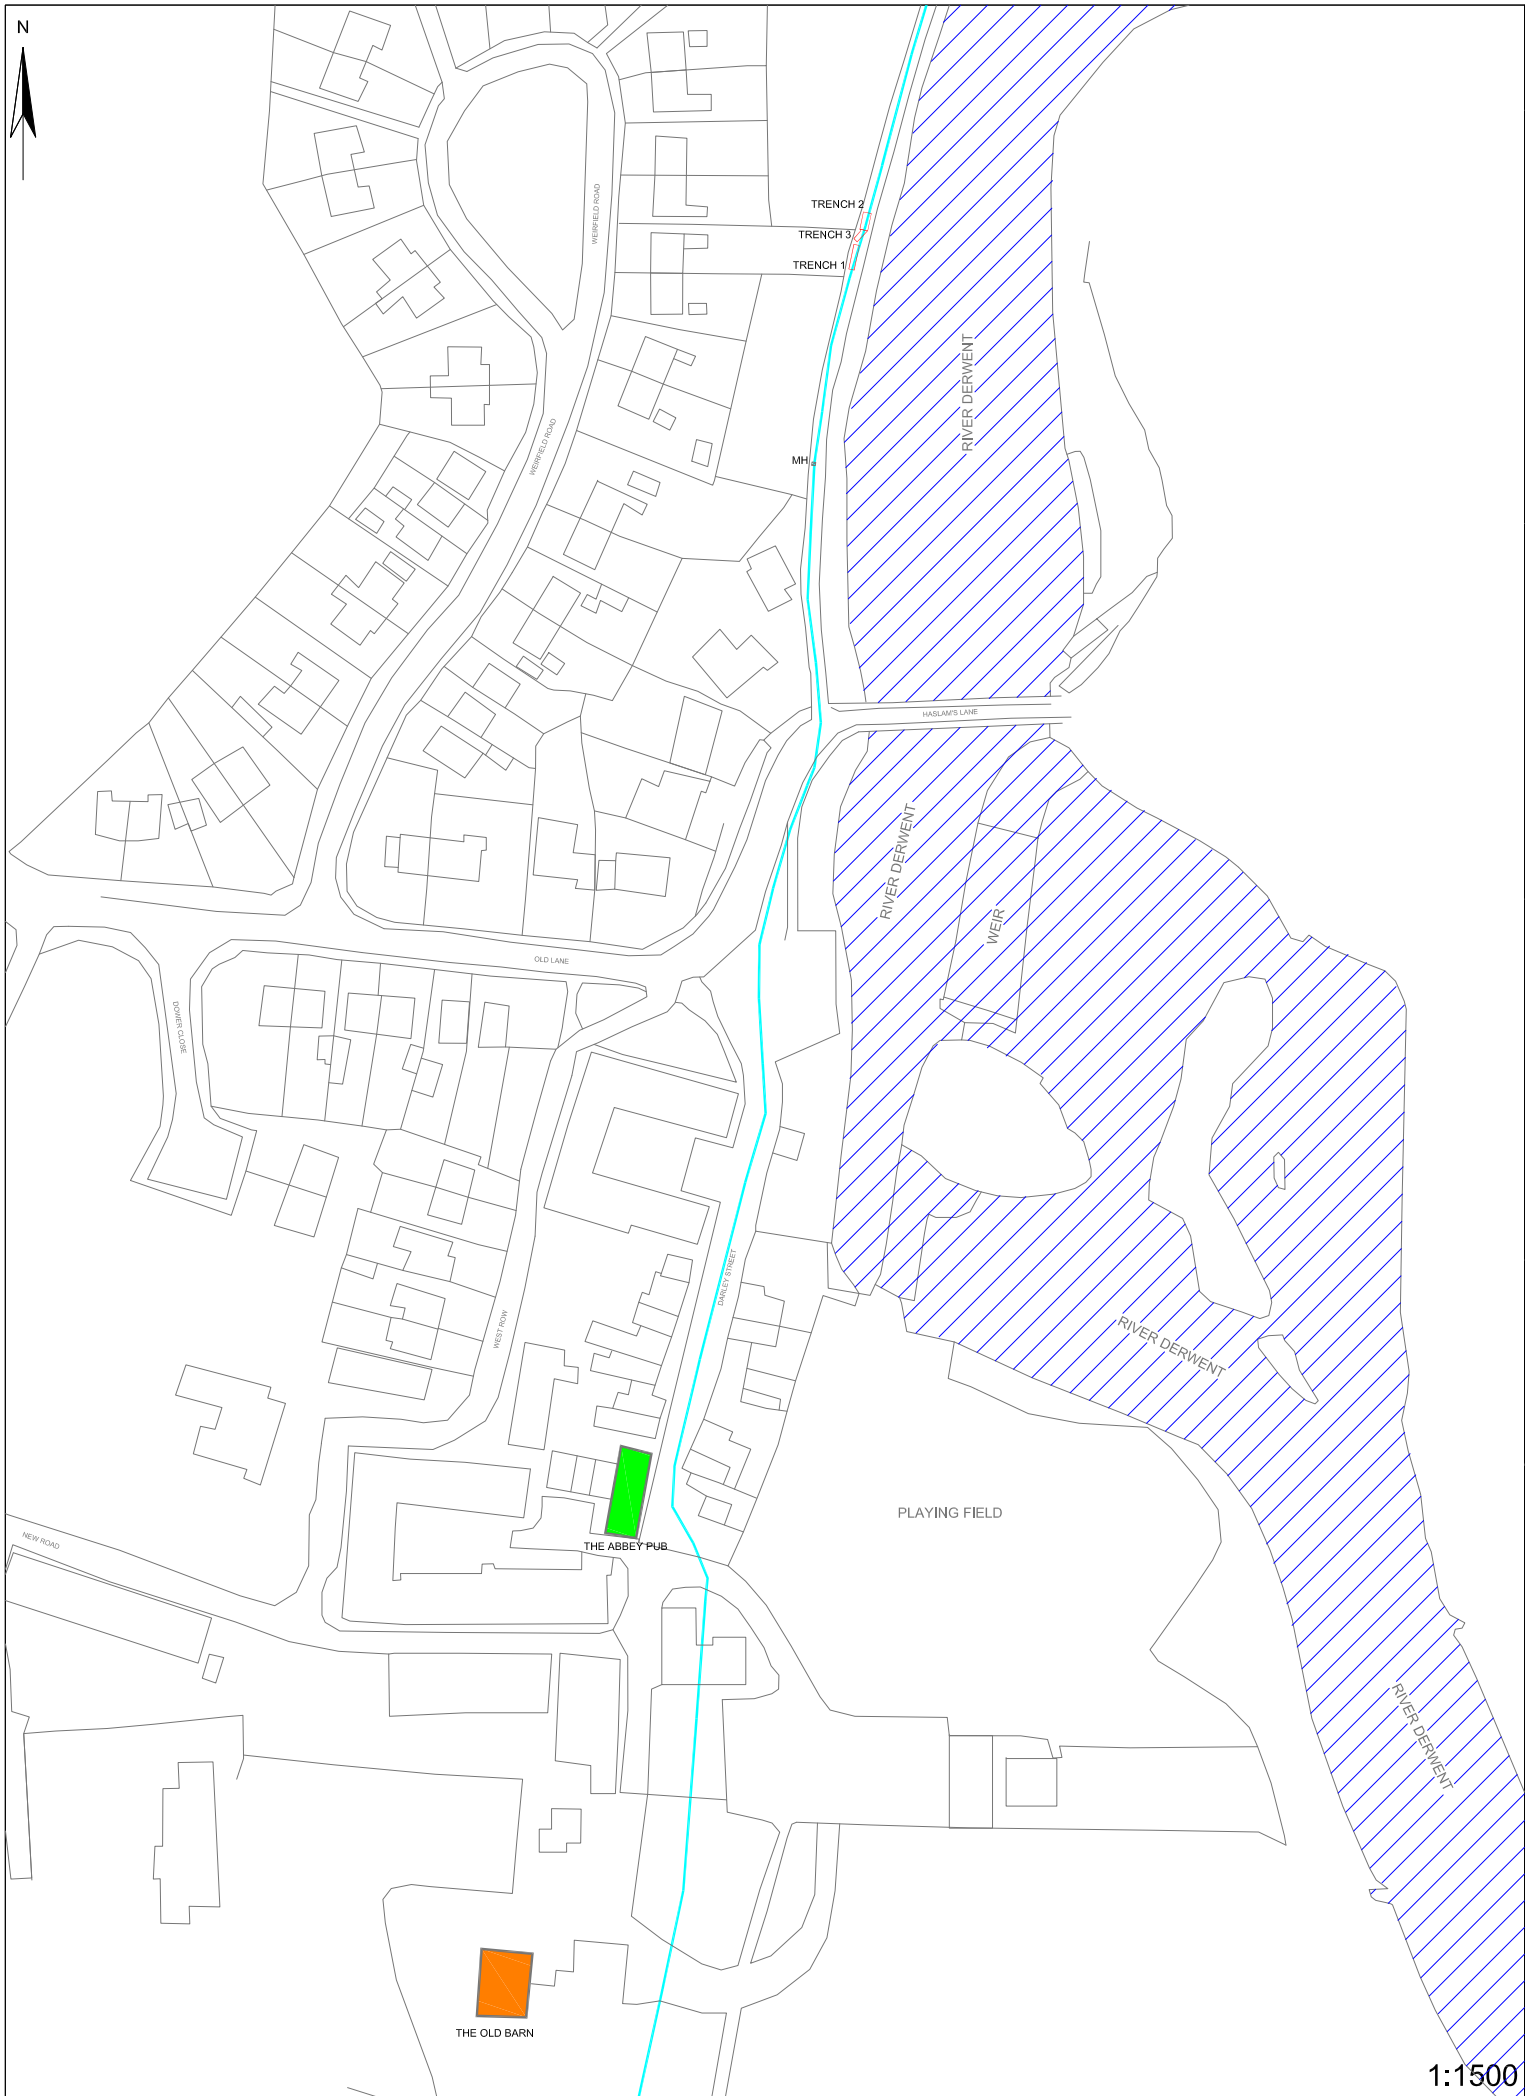 N
WEIRFIELD ROAD
TRENCH 2
TRENCH 3
TRENCH 1
RIVER DERWENT
WEIRFIELD ROAD
MH
HASLAM'S LANE
RIVER DERWENT
WEIR
OLD LANE
DOWER CLOSE
DARLEY STREET
WEST ROW
RIVER DERWENT
PLAYING FIELD
NEW ROAD
THE ABBEY PUB
RIVER DERWENT
THE OLD BARN
1:1500